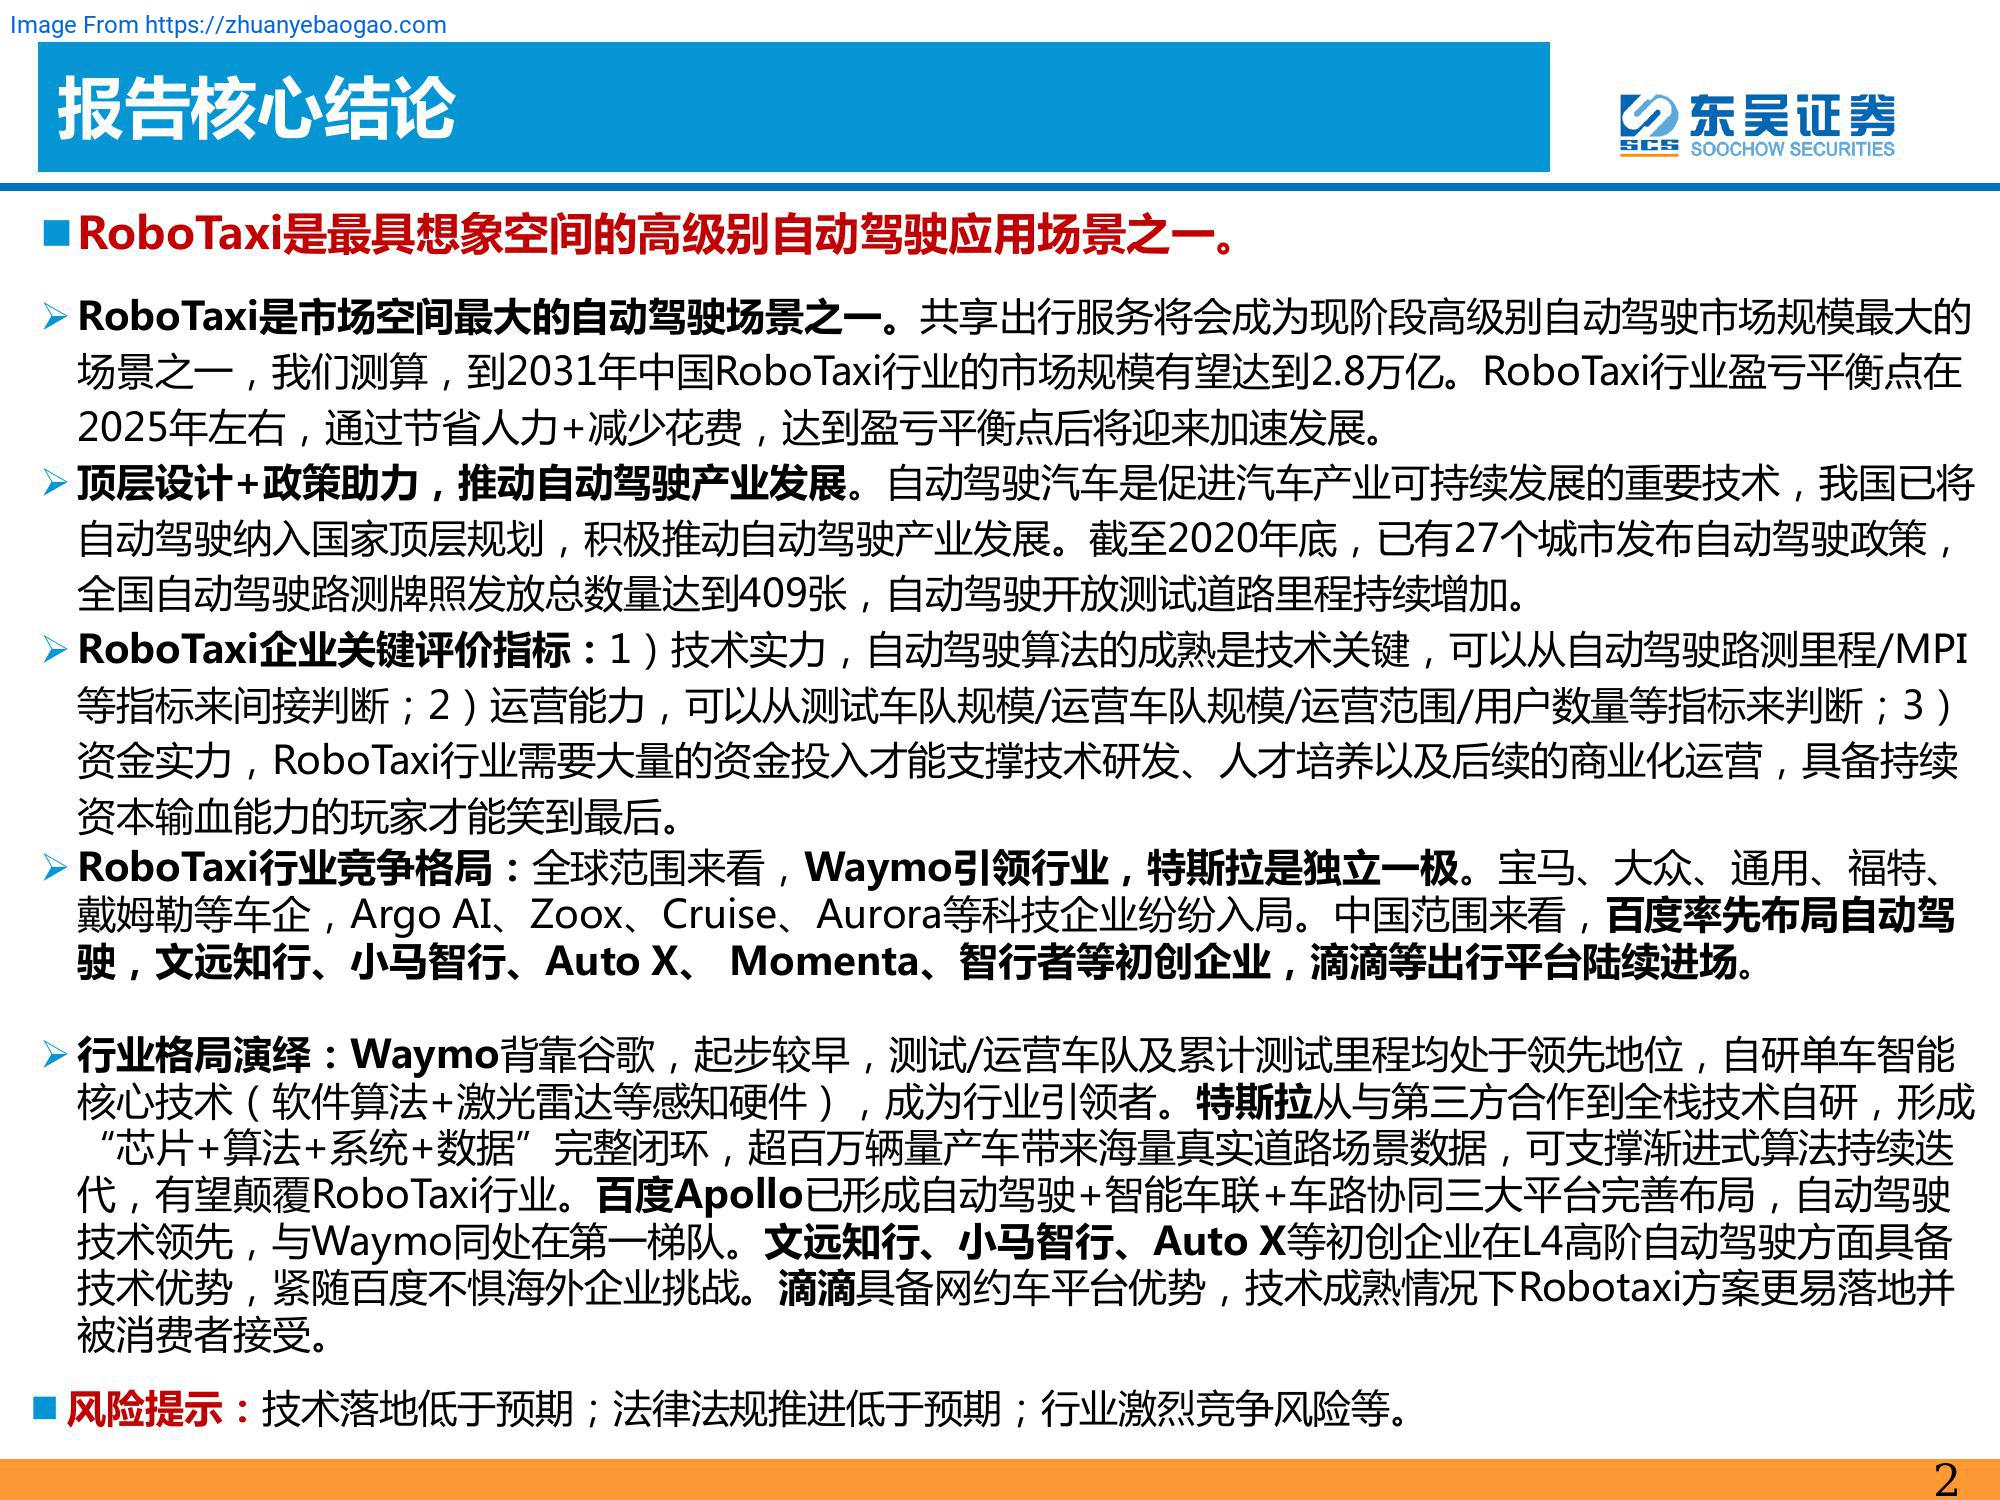 Image From https://zhuanyebaogao.com
报告核心结论
东吴证券
SCS
SOOCHOW SECURITIES
RoboTaxi是最具想象空间的高级别自动驾驶应用场景之一。
RoboTaxi是市场空间最大的自动驾驶场景之一。共享出行服务将会成为现阶段高级别自动驾驶市场规模最大的
场景之一，我们测算，到2031年中国RoboTaxi行业的市场规模有望达到2.8万亿。RoboTaxi行业盈亏平衡点在
2025年左右，通过节省人力+减少花费，达到盈亏平衡点后将迎来加速发展。
顶层设计+政策助力，推动自动驾驶产业发展。自动驾驶汽车是促进汽车产业可持续发展的重要技术，我国已将
自动驾驶纳入国家顶层规划，积极推动自动驾驶产业发展。截至2020年底，已有27个城市发布自动驾驶政策，
全国自动驾驶路测牌照发放总数量达到409张，自动驾驶开放测试道路里程持续增加。
RoboTaxi企业关键评价指标：1）技术实力，自动驾驶算法的成熟是技术关键，可以从自动驾驶路测里程/MPI
等指标来间接判断；2）运营能力，可以从测试车队规模/运营车队规模/运营范围/用户数量等指标来判断；3）
资金实力，RoboTaxi行业需要大量的资金投入才能支撑技术研发、人才培养以及后续的商业化运营，具备持续
资本输血能力的玩家才能笑到最后。
RoboTaxi行业竞争格局：全球范围来看，Waymo引领行业，特斯拉是独立一极。宝马、大众、通用、福特、
戴姆勒等车企，Argo AI、Zoox、Cruise、Aurora等科技企业纷纷入局。中国范围来看，百度率先布局自动驾
驶，文远知行、小马智行、Auto X、 Momenta、智行者等初创企业，滴滴等出行平台陆续进场。
行业格局演绎：Waymo背靠谷歌，起步较早，测试/运营车队及累计测试里程均处于领先地位，自研单车智能
核心技术（软件算法+激光雷达等感知硬件），成为行业引领者。特斯拉从与第三方合作到全栈技术自研，形成
“芯片+算法+系统+数据”完整闭环，超百万辆量产车带来海量真实道路场景数据，可支撑渐进式算法持续迭
代，有望颠覆RoboTaxi行业。百度Apollo已形成自动驾驶+智能车联+车路协同三大平台完善布局，自动驾驶
技术领先，与Waymo同处在第一梯队。文远知行、小马智行、Auto X等初创企业在L4高阶自动驾驶方面具备
技术优势，紧随百度不惧海外企业挑战。滴滴具备网约车平台优势，技术成熟情况下Robotaxi方案更易落地并
被消费者接受。
风险提示：技术落地低于预期；法律法规推进低于预期；行业激烈竞争风险等。
2